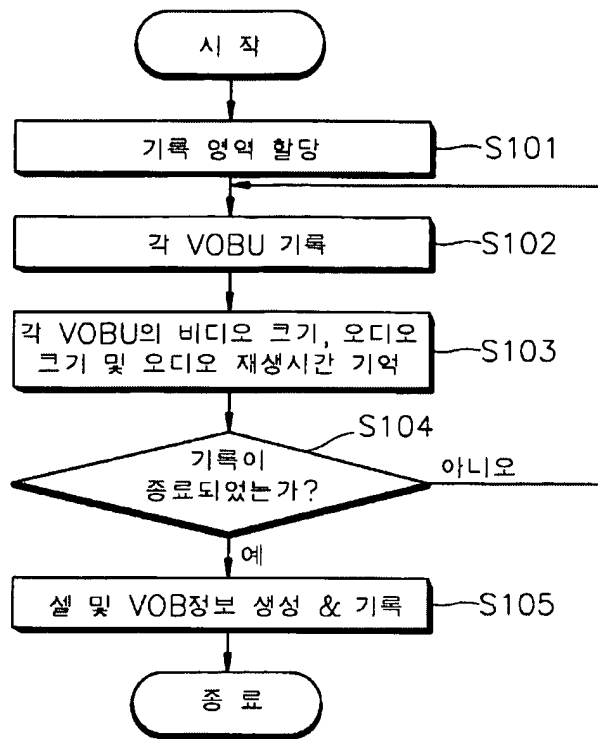 시 작
기록 영역 할당
S101
각 VOBU 기록
S102
각 VOBU의 비디오 크기, 오디오
크기 및 오디오 재생시간 기억
S103
S104
기록이
종료되었는가?
아니오
예
셀 및 VOB정보 생성 & 기록
S105
종 료